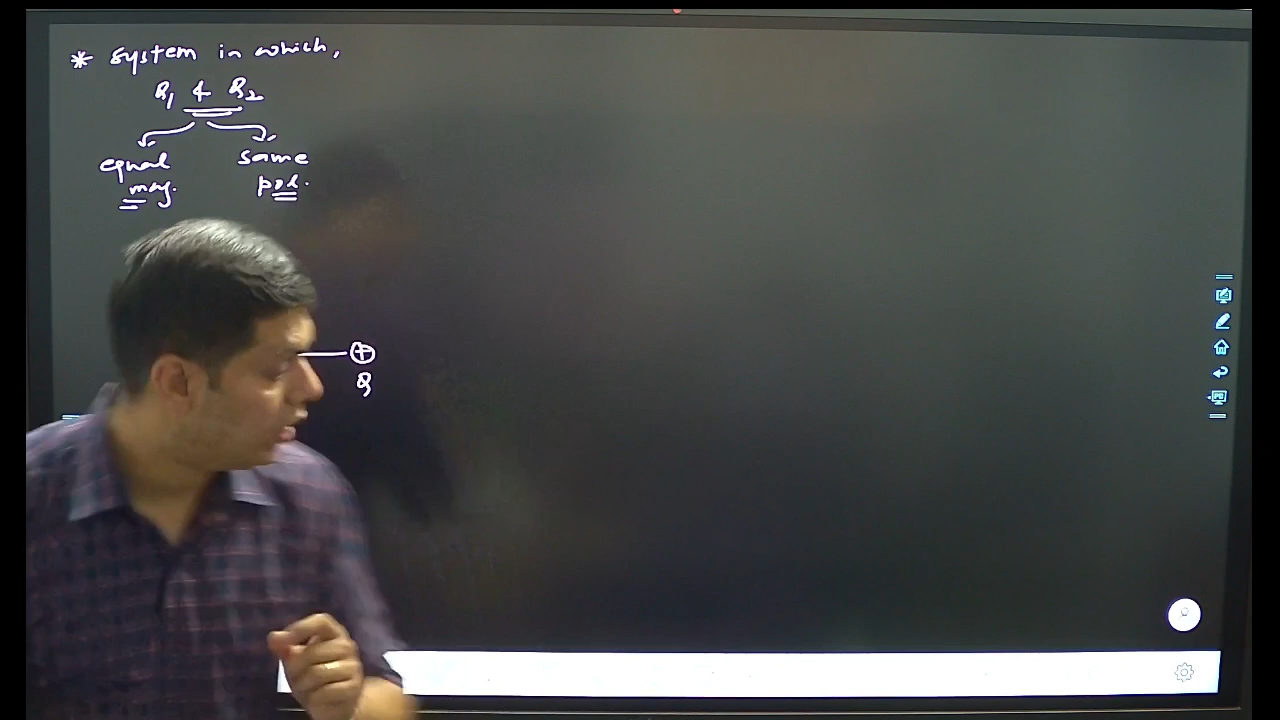 * System in which,
Q₁ & Q₂
equal same
mag. pol.
+
Q